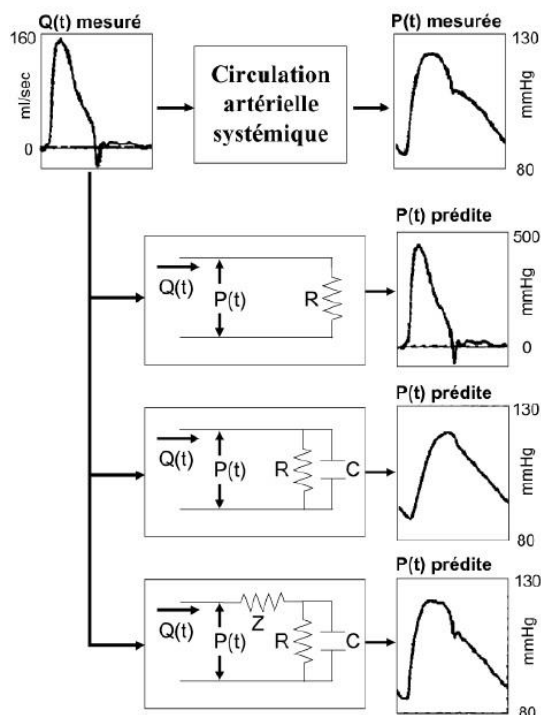 Q(t) mesuré
160
ml/sec
0
Circulation
artérielle
systémique
P(t) mesurée
130
mmHg
80
P(t) prédite
500
mmHg
0
Q(t)
P(t)
R
P(t) prédite
130
mmHg
80
Q(t)
P(t)
R
C
P(t) prédite
130
mmHg
80
Q(t)
P(t)
Z
R
C